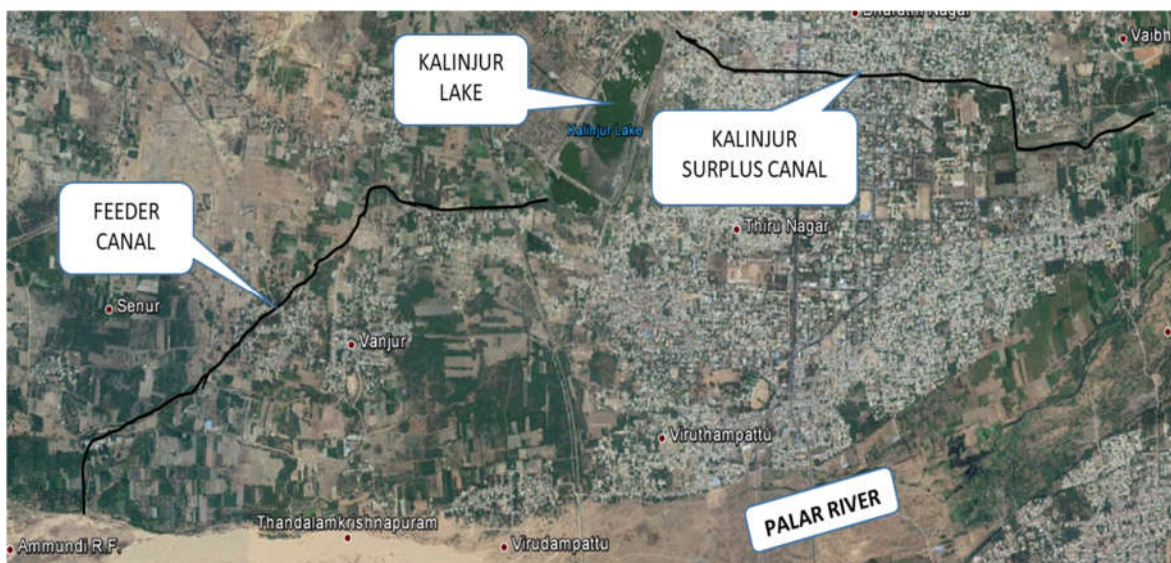 Bharathi Nagar
Vaibh
KALINJUR
LAKE
Kalinjur Lake
KALINJUR
SURPLUS CANAL
FEEDER
CANAL
Thiru Nagar
Senur
Vanjur
Viruthampattu
PALAR RIVER
Thandalamkrishnapuram
Ammundi R.F.
Virudampattu